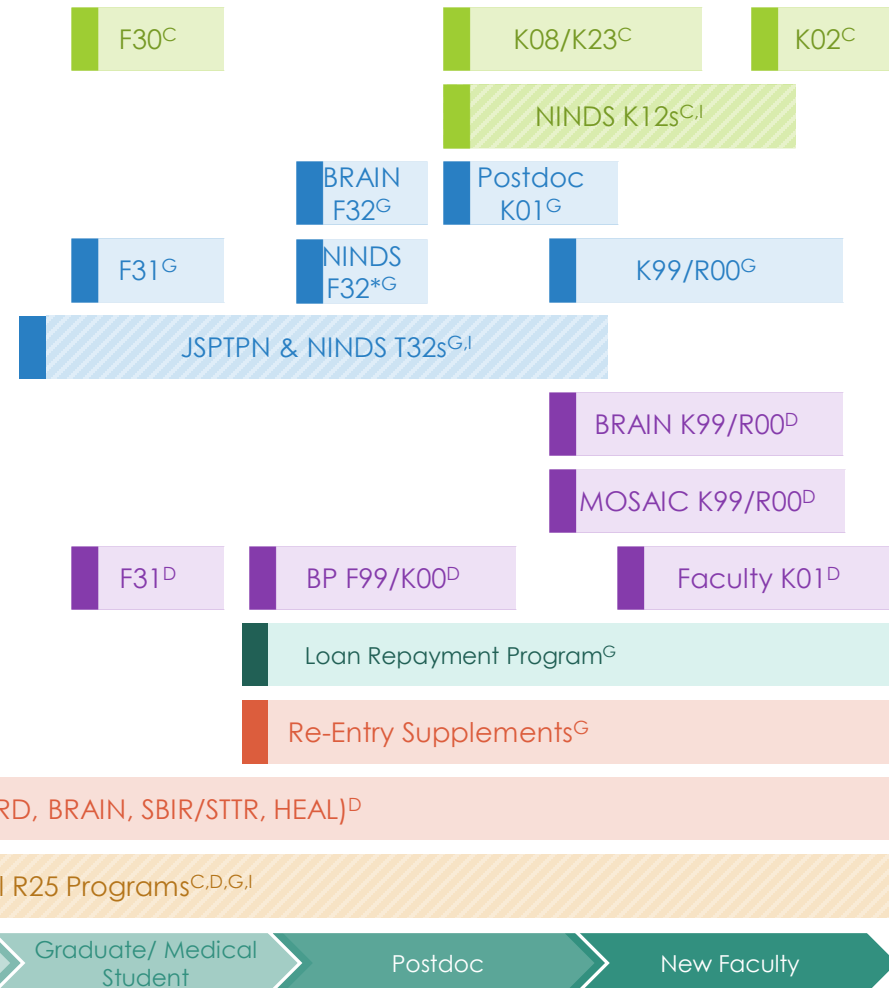 F30C
K08/K23C
K02C
NINDS K12sC,I
BRAIN
F32G
Postdoc
K01G
F31G
NINDS
F32*G
K99/R00G
JSPTPN & NINDS T32sG,I
BRAIN K99/R00D
MOSAIC K99/R00D
F31D
BP F99/K00D
Faculty K01D
Loan Repayment ProgramG
Re-Entry SupplementsG
RD, BRAIN, SBIR/STTR, HEAL)D
l R25 ProgramsC,D,G,I
Graduate/ Medical
Student
Postdoc
New Faculty